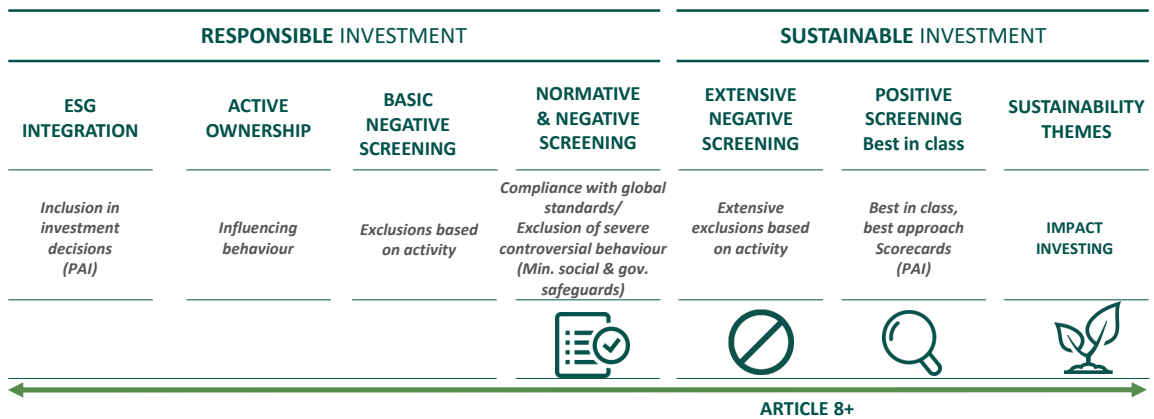 RESPONSIBLE INVESTMENT
SUSTAINABLE INVESTMENT
ESG
INTEGRATION
ACTIVE
OWNERSHIP
BASIC
NEGATIVE
SCREENING
NORMATIVE
& NEGATIVE
SCREENING
EXTENSIVE
NEGATIVE
SCREENING
POSITIVE
SCREENING
Best in class
SUSTAINABILITY
THEMES
Inclusion in
investment
decisions
(PAI)
Influencing
behaviour
Exclusions based
on activity
Compliance with global
standards/
Exclusion of severe
controversial behaviour
(Min. social & gov.
safeguards)
Extensive
exclusions based
on activity
Best in class,
best approach
Scorecards
(PAI)
IMPACT
INVESTING
ARTICLE 8+